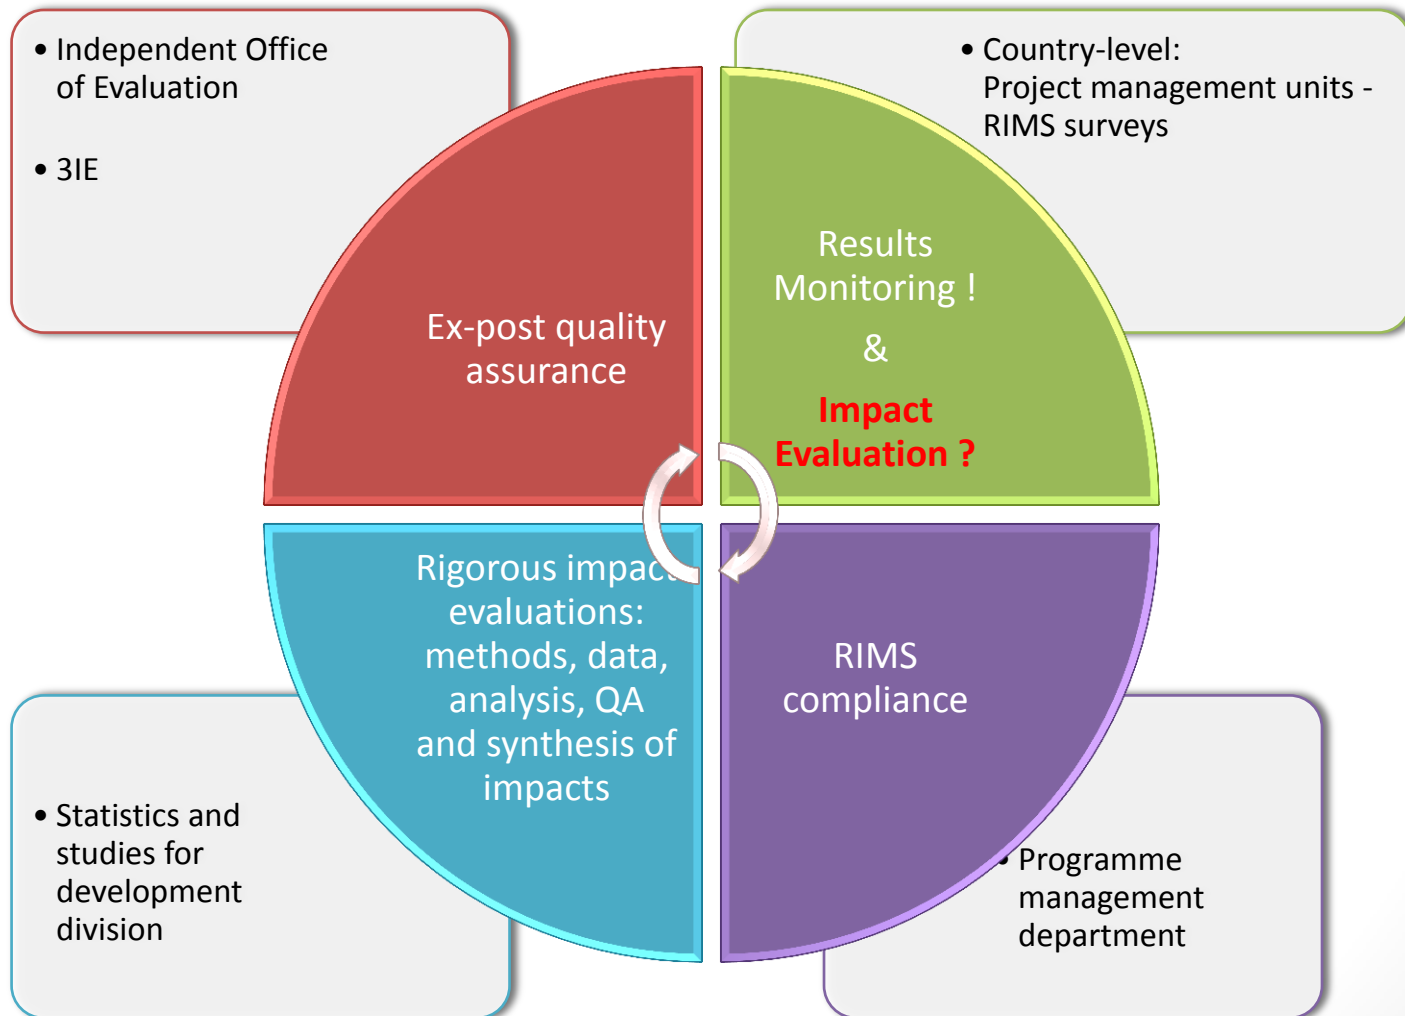 • Independent Office
of Evaluation
• 3IE
• Country-level:
Project management units -
RIMS surveys
Ex-post quality
assurance
Results
Monitoring !
&
Impact
Evaluation ?
Rigorous impact
evaluations:
methods, data,
analysis, QA
and synthesis of
impacts
RIMS
compliance
• Statistics and
studies for
development
division
• Programme
management
department